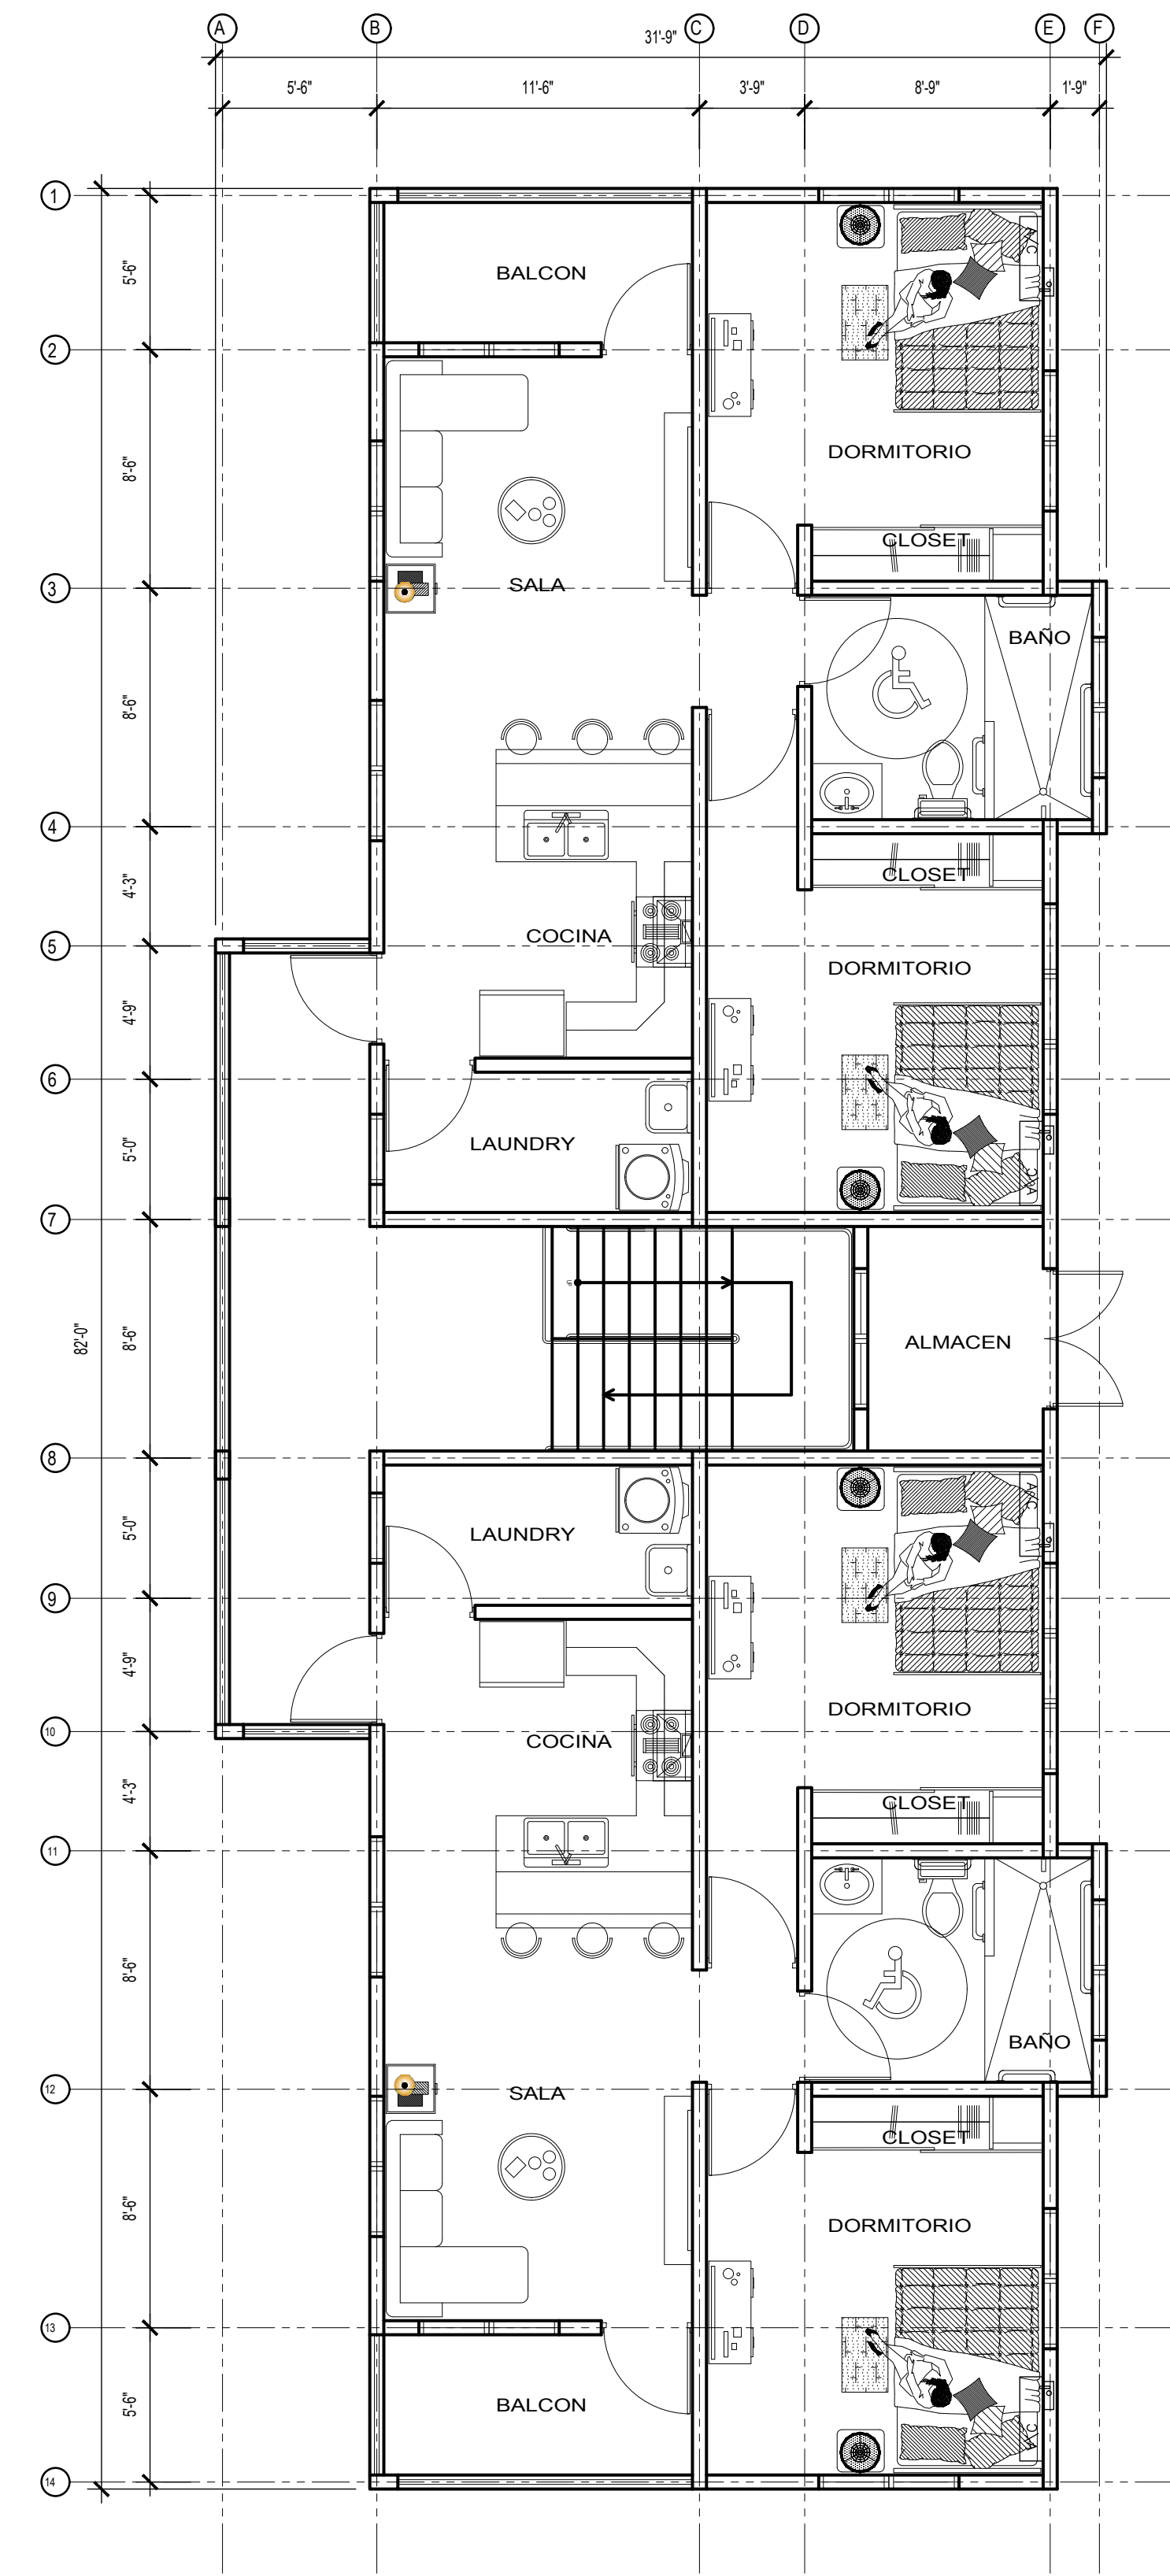 A B C D E F
31'-9"
5'-6" 11'-6" 3'-9" 8'-9" 1'-9"
1
5'-6"
BALCON
A/C
2
8'-6"
DORMITORIO
CLOSET
3
SALA
BAÑO
8'-6"
4
4'-3"
CLOSET
5
COCINA
DORMITORIO
4'-9"
6
5'-0"
LAUNDRY
A/C
7
82'-0"
8'-6"
UP
ALMACEN
8
A/C
5'-0"
LAUNDRY
9
4'-9"
DORMITORIO
10
COCINA
4'-3"
CLOSET
11
8'-6"
BAÑO
12
SALA
CLOSET
8'-6"
DORMITORIO
13
5'-6"
BALCON
A/C
14